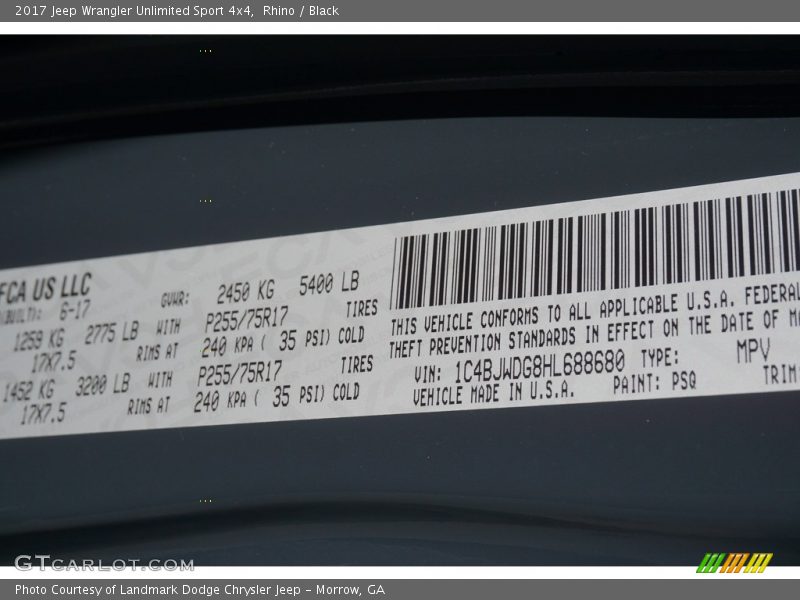 2017 Jeep Wrangler Unlimited Sport 4x4, Rhino / Black
FCA US LLC
(BUILT): 6-17
GVWR: 2450 KG 5400 LB
1259 KG 2775 LB WITH P255/75R17 TIRES
17X7.5 RIMS AT 240 KPA ( 35 PSI) COLD
1452 KG 3200 LB WITH P255/75R17 TIRES
17X7.5 RIMS AT 240 KPA ( 35 PSI) COLD
THIS VEHICLE CONFORMS TO ALL APPLICABLE U.S.A. FEDERAL
THEFT PREVENTION STANDARDS IN EFFECT ON THE DATE OF
VIN: 1C4BJWDG8HL688680 TYPE: MPV
VEHICLE MADE IN U.S.A. PAINT: PSQ TRIM:
GTCARLOT.COM
Photo Courtesy of Landmark Dodge Chrysler Jeep – Morrow, GA